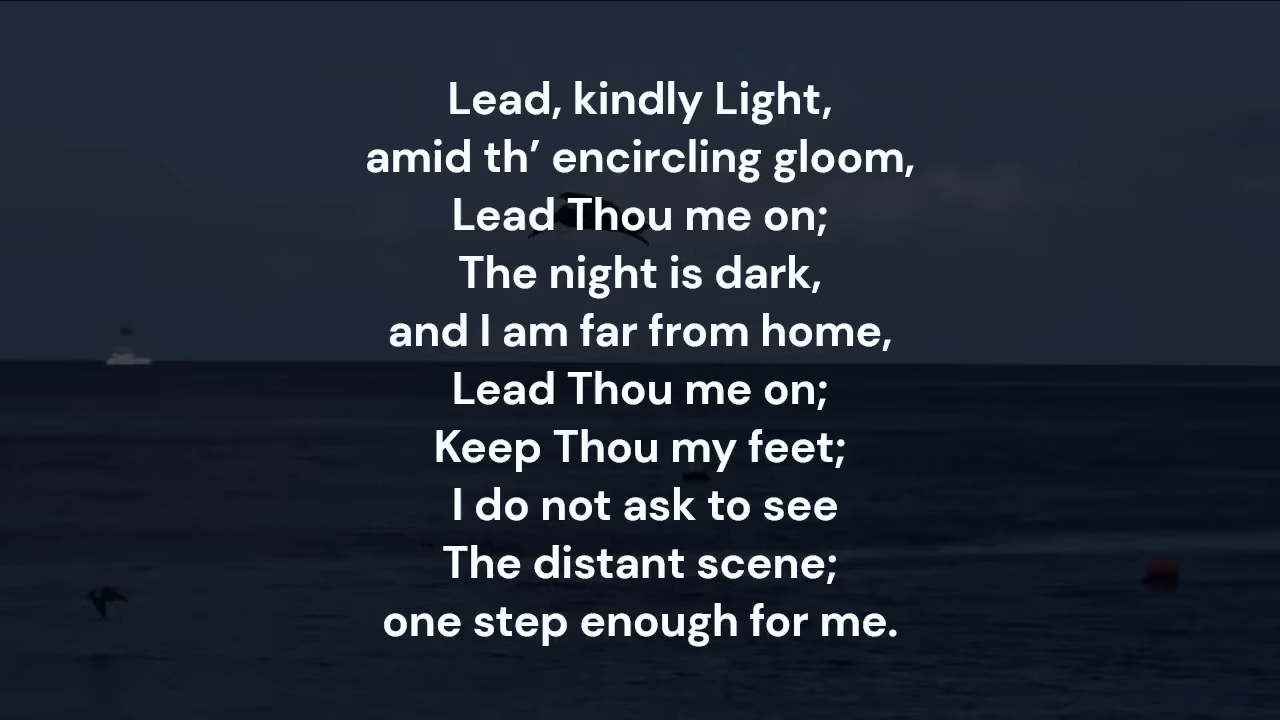 Lead, kindly Light,
amid th’ encircling gloom,
Lead Thou me on;
The night is dark,
and I am far from home,
Lead Thou me on;
Keep Thou my feet;
I do not ask to see
The distant scene;
one step enough for me.